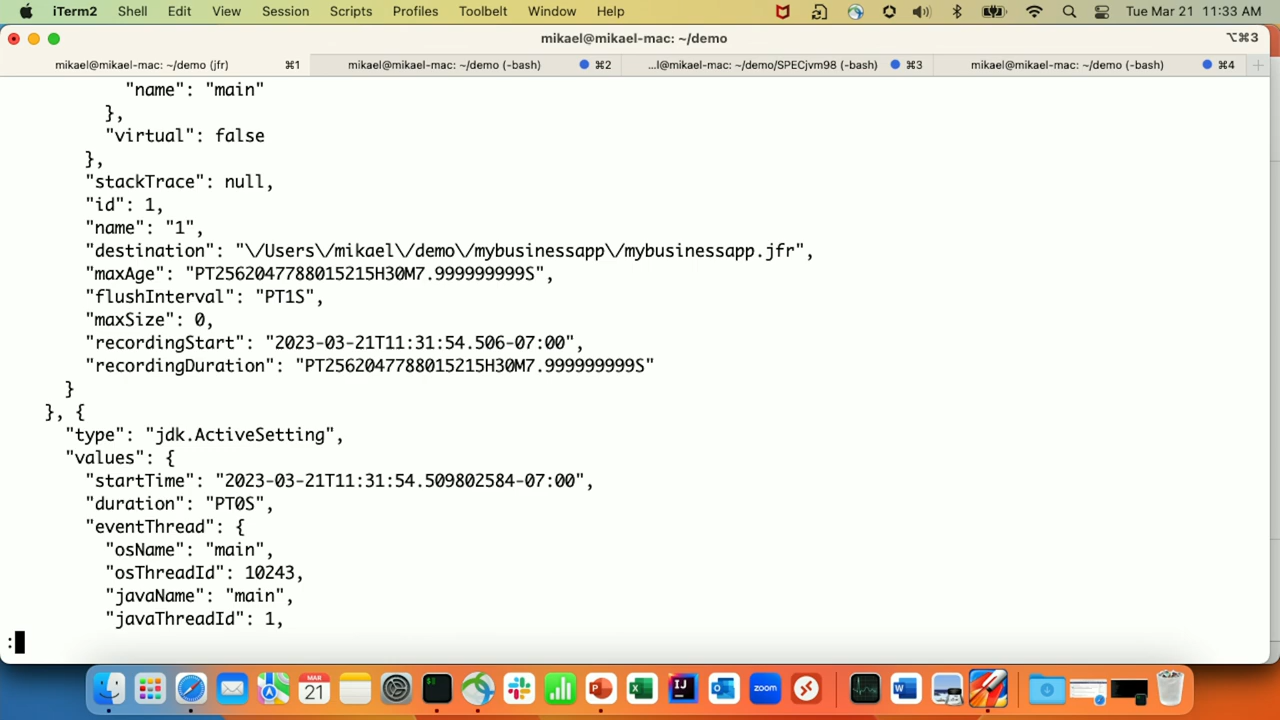 iTerm2 Shell Edit View Session Scripts Profiles Toolbelt Window Help Tue Mar 21 11:33 AM
mikael@mikael-mac: ~/demo ⌥⌘3
mikael@mikael-mac: ~/demo (jfr) ⌘1 mikael@mikael-mac: ~/demo (-bash) ⌘2 ...l@mikael-mac: ~/demo/SPECjvm98 (-bash) ⌘3 mikael@mikael-mac: ~/demo (-bash) ⌘4 +
"name": "main"
},
"virtual": false
},
"stackTrace": null,
"id": 1,
"name": "1",
"destination": "\/Users\/mikael\/demo\/mybusinessapp\/mybusinessapp.jfr",
"maxAge": "PT2562047788015215H30M7.999999999S",
"flushInterval": "PT1S",
"maxSize": 0,
"recordingStart": "2023-03-21T11:31:54.506-07:00",
"recordingDuration": "PT2562047788015215H30M7.999999999S"
}
}, {
"type": "jdk.ActiveSetting",
"values": {
"startTime": "2023-03-21T11:31:54.509802584-07:00",
"duration": "PT0S",
"eventThread": {
"osName": "main",
"osThreadId": 10243,
"javaName": "main",
"javaThreadId": 1,
:
MAR
21
zoom